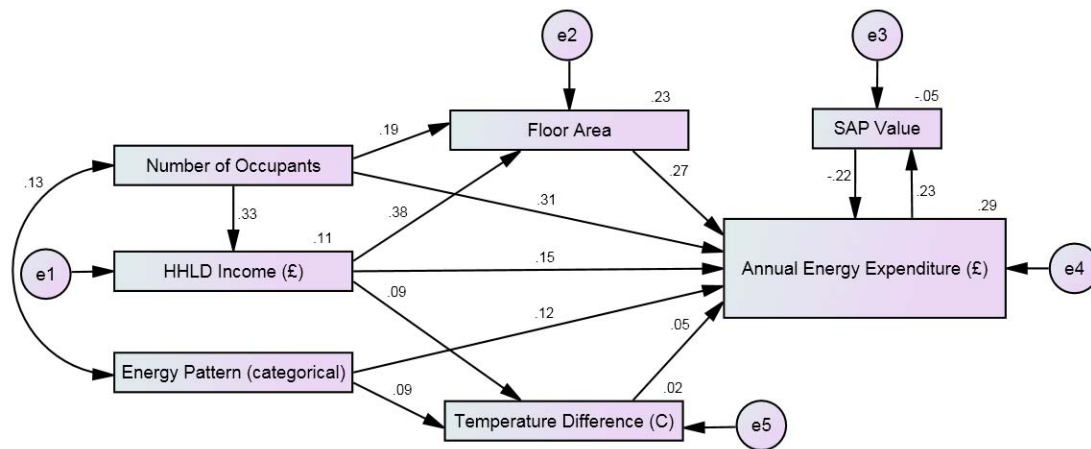 e2
e3
.23
-.05
Floor Area
SAP Value
.19
Number of Occupants
.13
-.22
.23
.27
.33
.38
.31
.29
.11
e1
HHLD Income (£)
.15
Annual Energy Expenditure (£)
e4
.09
.12
.05
Energy Pattern (categorical)
.09
.02
Temperature Difference (C)
e5